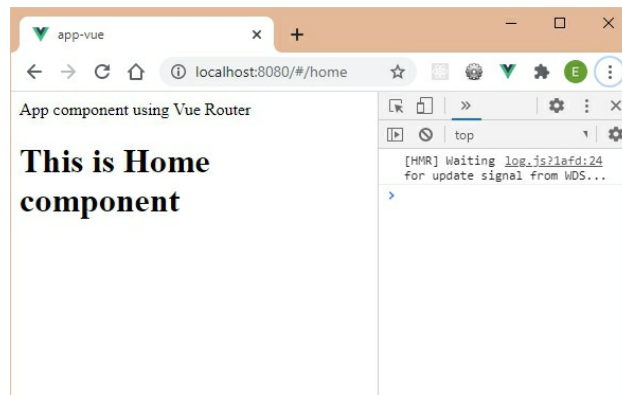 app-vue
localhost:8080/#/home
E
App component using Vue Router
top
This is Home
component
[HMR] Waiting log.js?1afd:24
for update signal from WDS...